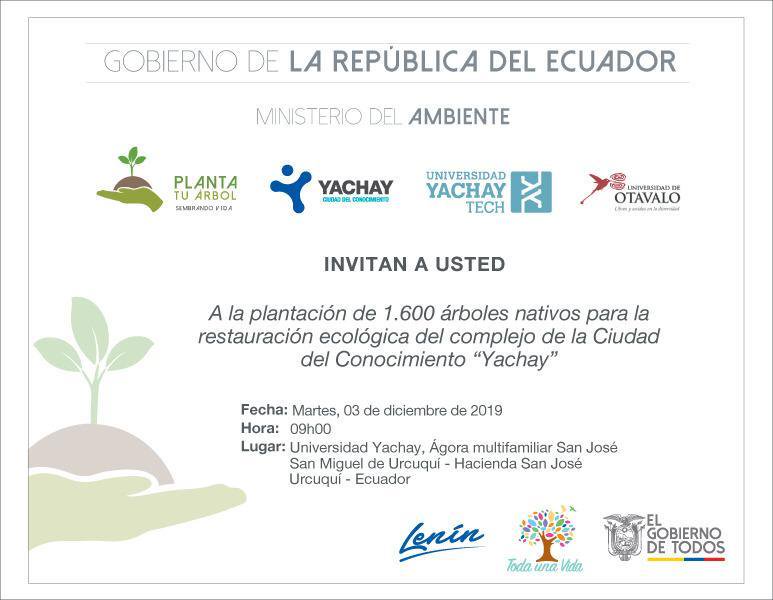 GOBIERNO DE LA REPÚBLICA DEL ECUADOR
MINISTERIO DEL AMBIENTE
PLANTA
TU ÁRBOL
SEMBRANDO VIDA
YACHAY
CIUDAD DEL CONOCIMIENTO
UNIVERSIDAD
YACHAY
TECH
UNIVERSIDAD DE
OTAVALO
Libres y unidos en la diversidad
INVITAN A USTED
A la plantación de 1.600 árboles nativos para la
restauración ecológica del complejo de la Ciudad
del Conocimiento “Yachay”
Fecha: Martes, 03 de diciembre de 2019
Hora: 09h00
Lugar: Universidad Yachay, Ágora multifamiliar San José
San Miguel de Urcuquí - Hacienda San José
Urcuquí - Ecuador
Lenín
Toda una Vida
EL
GOBIERNO
DE TODOS